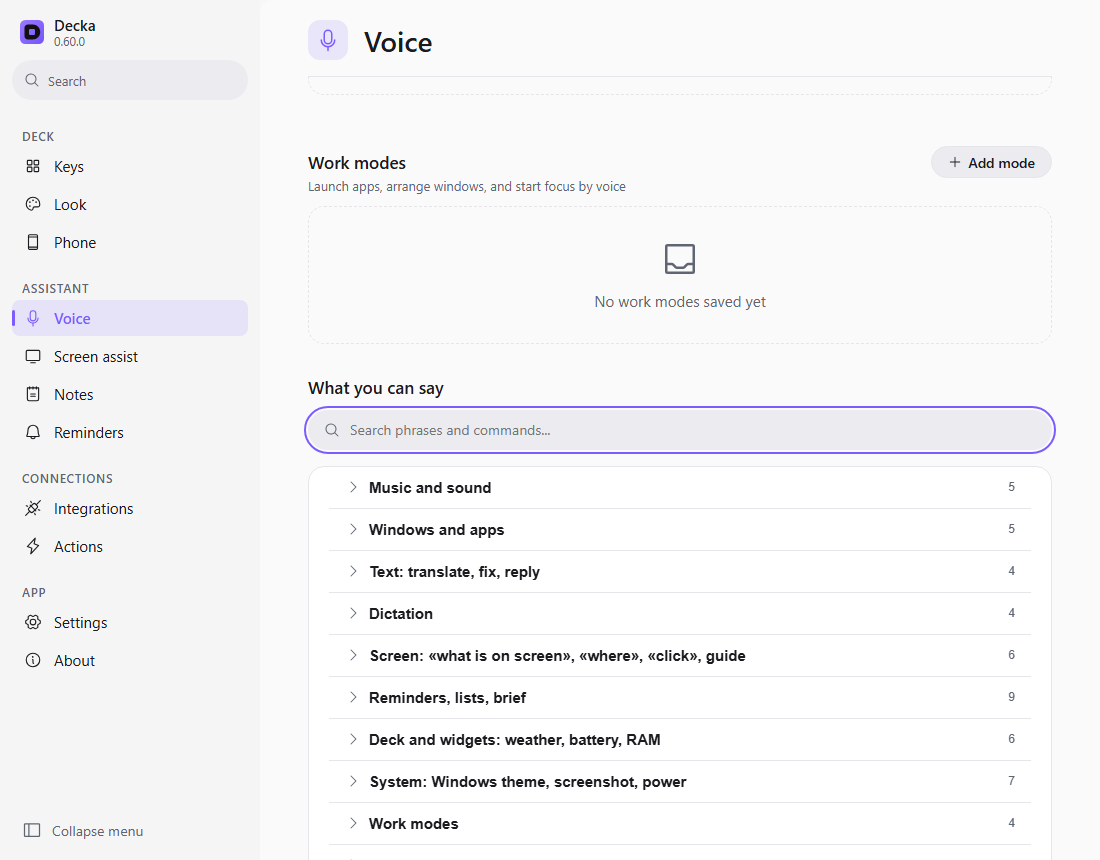 Decka
0.60.0
Search
DECK
Keys
Look
Phone
ASSISTANT
Voice
Screen assist
Notes
Reminders
CONNECTIONS
Integrations
Actions
APP
Settings
About
Collapse menu
Voice
Work modes
Add mode
Launch apps, arrange windows, and start focus by voice
No work modes saved yet
What you can say
Search phrases and commands...
Music and sound 5
Windows and apps 5
Text: translate, fix, reply 4
Dictation 4
Screen: «what is on screen», «where», «click», guide 6
Reminders, lists, brief 9
Deck and widgets: weather, battery, RAM 6
System: Windows theme, screenshot, power 7
Work modes 4